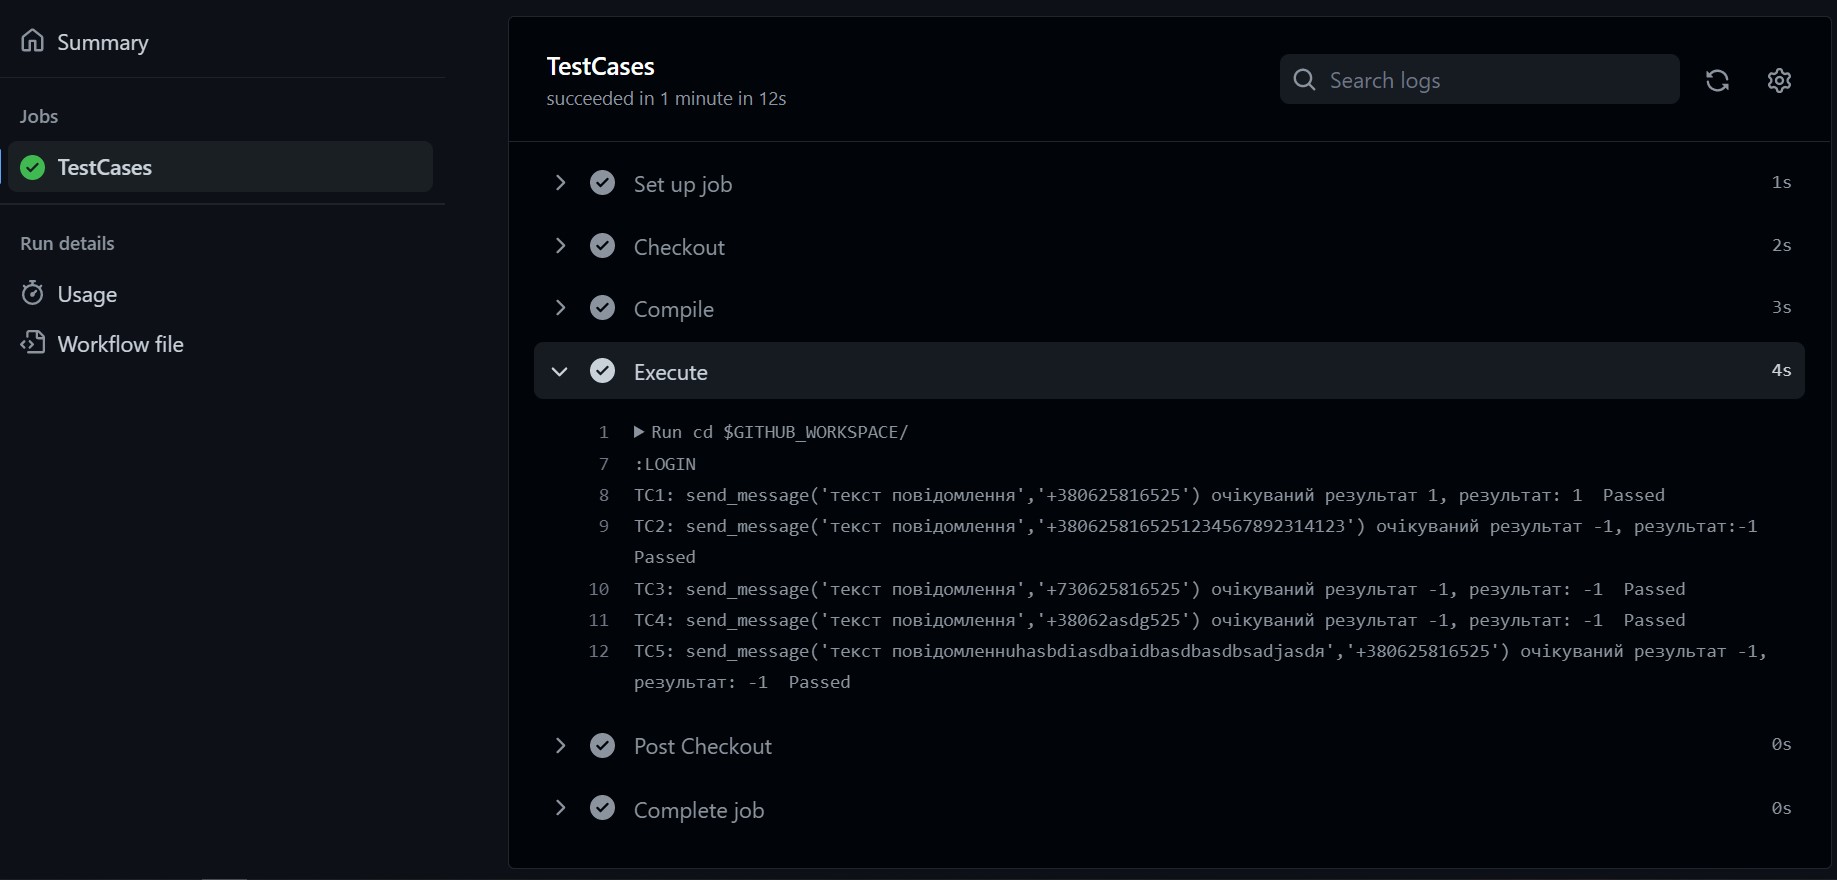 Summary
Jobs
TestCases
Run details
Usage
Workflow file
TestCases
succeeded in 1 minute in 12s
Search logs
Set up job 1s
Checkout 2s
Compile 3s
Execute 4s
1 Run cd $GITHUB_WORKSPACE/
7 :LOGIN
8 TC1: send_message('текст повідомлення','+380625816525') очікуваний результат 1, результат: 1 Passed
9 TC2: send_message('текст повідомлення','+3806258165251234567892314123') очікуваний результат -1, результат:-1
Passed
10 TC3: send_message('текст повідомлення','+730625816525') очікуваний результат -1, результат: -1 Passed
11 TC4: send_message('текст повідомлення','+38062asdg525') очікуваний результат -1, результат: -1 Passed
12 TC5: send_message('текст повідомленнuhasbdiasdbaidbasdbasdbsadjasdя','+380625816525') очікуваний результат -1,
результат: -1 Passed
Post Checkout 0s
Complete job 0s